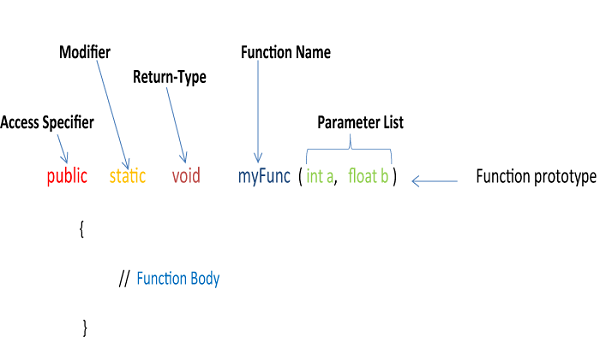 Modifier
Function Name
Return-Type
Access Specifier
Parameter List
public static void myFunc ( int a, float b ) Function prototype
{
// Function Body
}